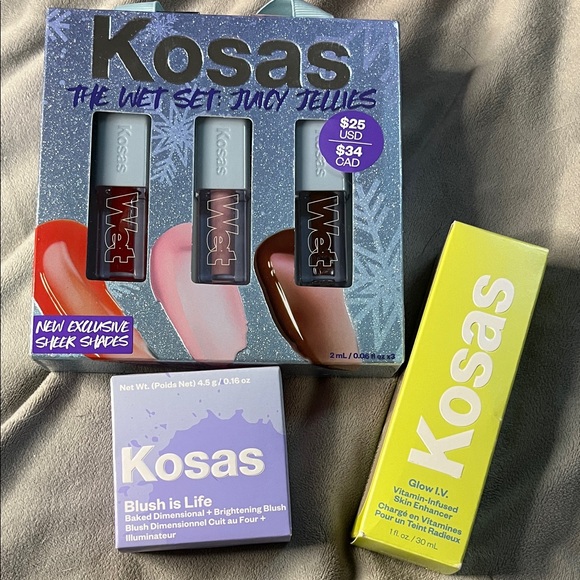 Kosas
THE WET SET: JUICY JELLIES
$25
USD
$34
CAD
Kosas
Kosas
Kosas
Wet
Wet
Wet
NEW EXCLUSIVE
SHEER SHADES
2 mL / 0.06 fl oz x3
Net Wt. (Poids Net) 4.5 g / 0.16 oz
Kosas
Blush is Life
Baked Dimensional + Brightening Blush
Blush Dimensionnel Cuit au Four +
Illuminateur
Kosas
Glow I.V.
Vitamin-Infused
Skin Enhancer
Chargé en Vitamines
Pour un Teint Radieux
1 fl. oz / 30 mL